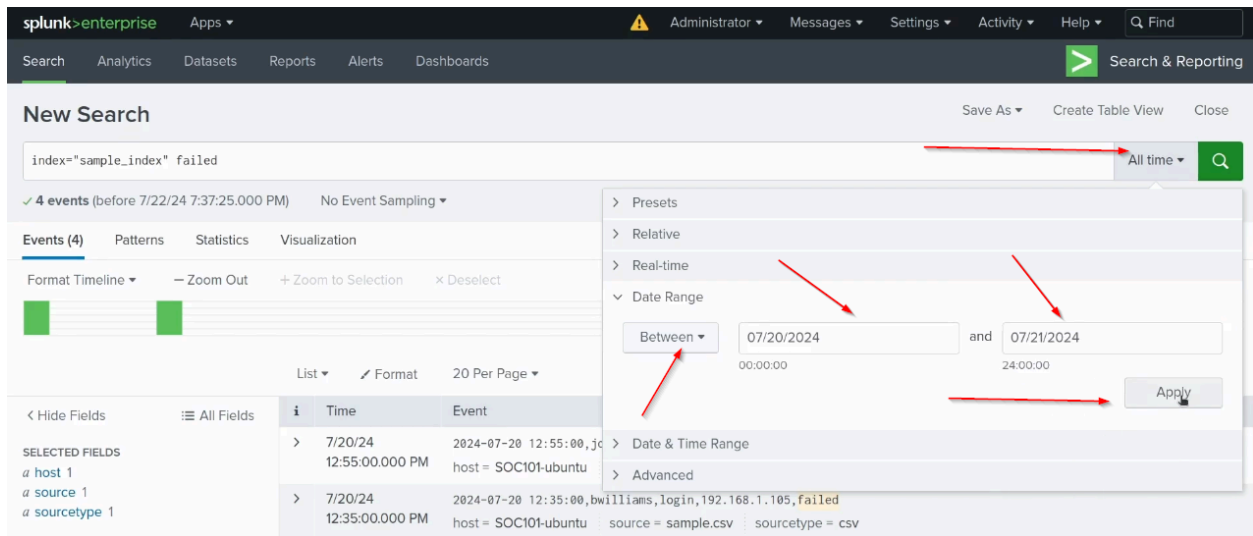 splunk>enterprise Apps Administrator Messages Settings Activity Help Find
Search Analytics Datasets Reports Alerts Dashboards Search & Reporting
New Search Save As Create Table View Close
index="sample_index" failed All time
4 events (before 7/22/24 7:37:25.000 PM) No Event Sampling
Presets
Events (4) Patterns Statistics Visualization
Relative
Real-time
Format Timeline — Zoom Out + Zoom to Selection × Deselect
Date Range
Between 07/20/2024 and 07/21/2024
00:00:00 24:00:00
List Format 20 Per Page
Apply
< Hide Fields All Fields i Time Event
SELECTED FIELDS
a host 1
a source 1
a sourcetype 1
> 7/20/24 2024-07-20 12:55:00,
12:55:00.000 PM host = SOC101-ubuntu
Date & Time Range
Advanced
> 7/20/24 2024-07-20 12:35:00,bwilliams,login,192.168.1.105,failed
12:35:00.000 PM host = SOC101-ubuntu source = sample.csv sourcetype = csv